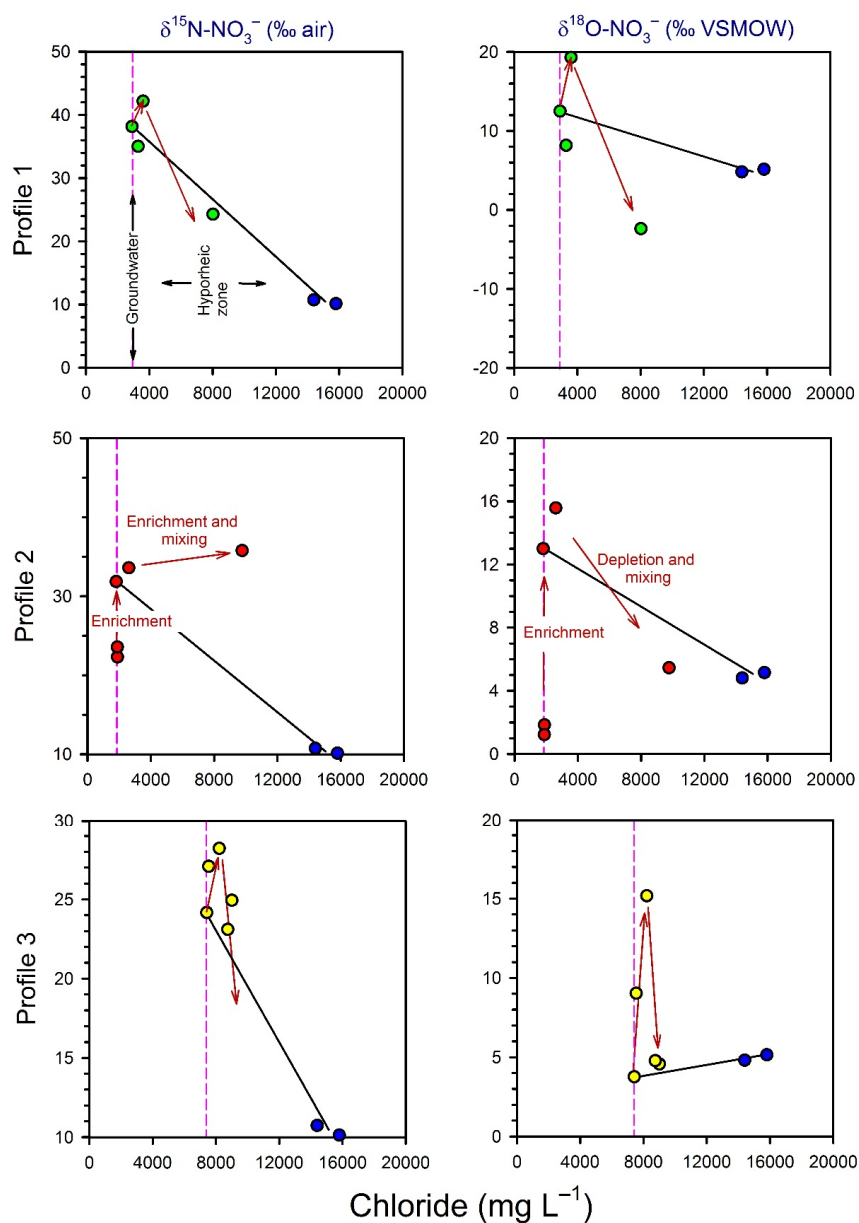 δ¹⁵N-NO₃⁻ (‰ air)
δ¹⁸O-NO₃⁻ (‰ VSMOW)
Profile 1
50
40
30
20
10
0
Groundwater
Hyporheic
zone
0 4000 8000 12000 16000 20000
20
10
0
-10
-20
0 4000 8000 12000 16000 20000
Profile 2
50
30
10
Enrichment and
mixing
Enrichment
0 4000 8000 12000 16000 20000
20
16
12
8
4
0
Depletion and
mixing
Enrichment
0 4000 8000 12000 16000 20000
Profile 3
30
25
20
15
10
0 4000 8000 12000 16000 20000
20
15
10
5
0
0 4000 8000 12000 16000 20000
Chloride (mg L⁻¹)